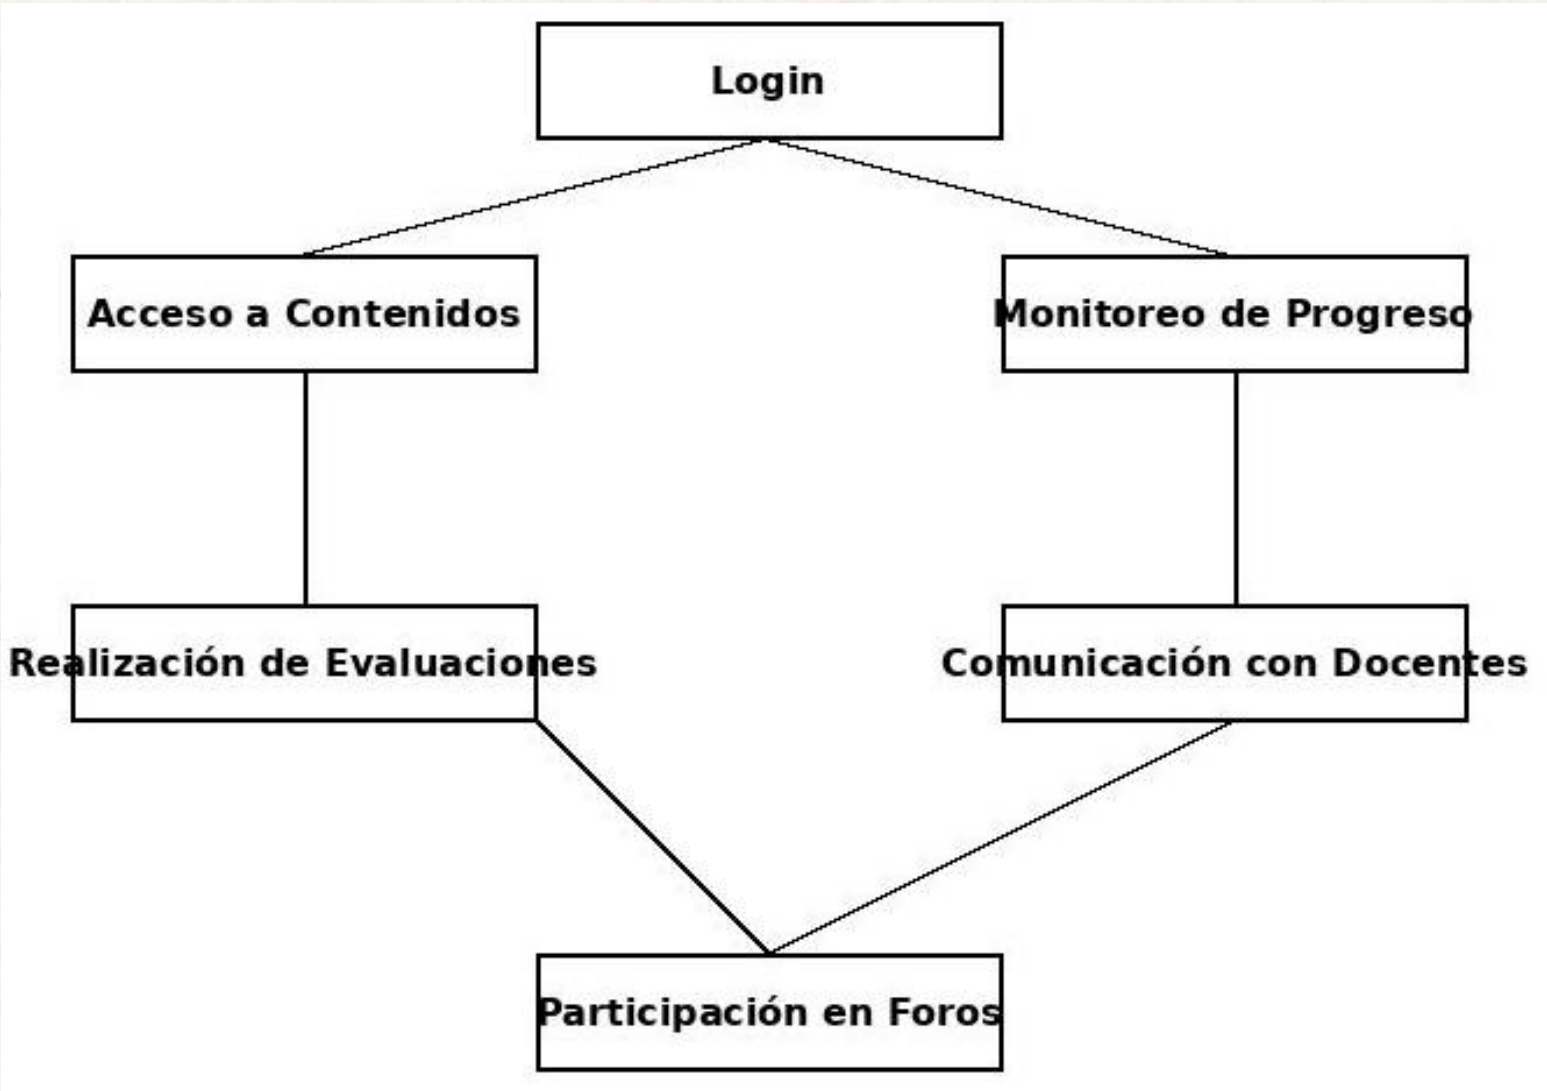 Login
Acceso a Contenidos
Monitoreo de Progreso
Realización de Evaluaciones
Comunicación con Docentes
Participación en Foros